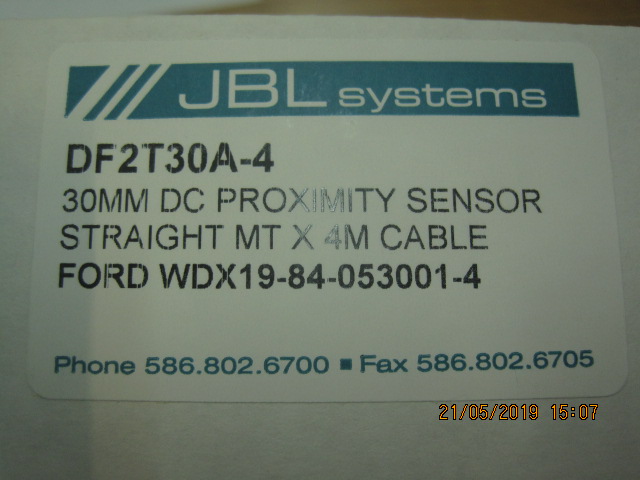 JBL systems
DF2T30A-4
30MM DC PROXIMITY SENSOR
STRAIGHT MT X 4M CABLE
FORD WDX19-84-053001-4
Phone 586.802.6700 ■ Fax 586.802.6705
21/05/2019 15:07